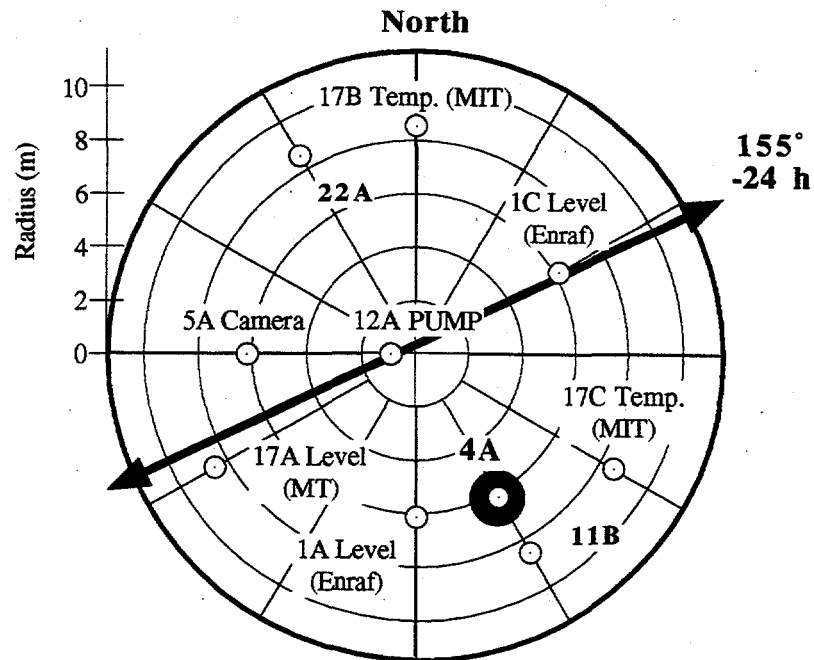 North
10
8
6
4
2
0
Radius (m)
17B Temp. (MIT)
155°
-24 h
22A
1C Level
(Enraf)
5A Camera
12A PUMP
17C Temp.
(MIT)
4A
17A Level
(MT)
11B
1A Level
(Enraf)